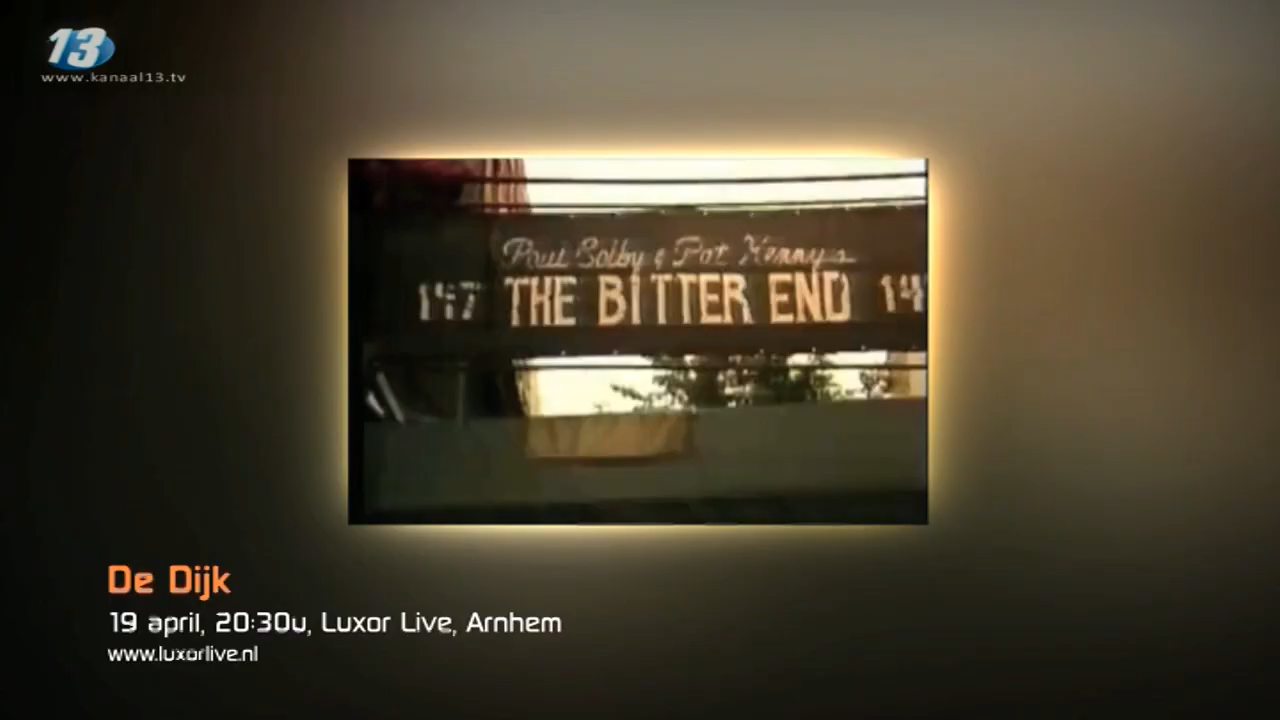 13
www.kanaal13.tv
Paul Colby & Pat Kenny's
147 THE BITTER END 14
De Dijk
19 april, 20:30u, Luxor Live, Arnhem
www.luxorlive.nl